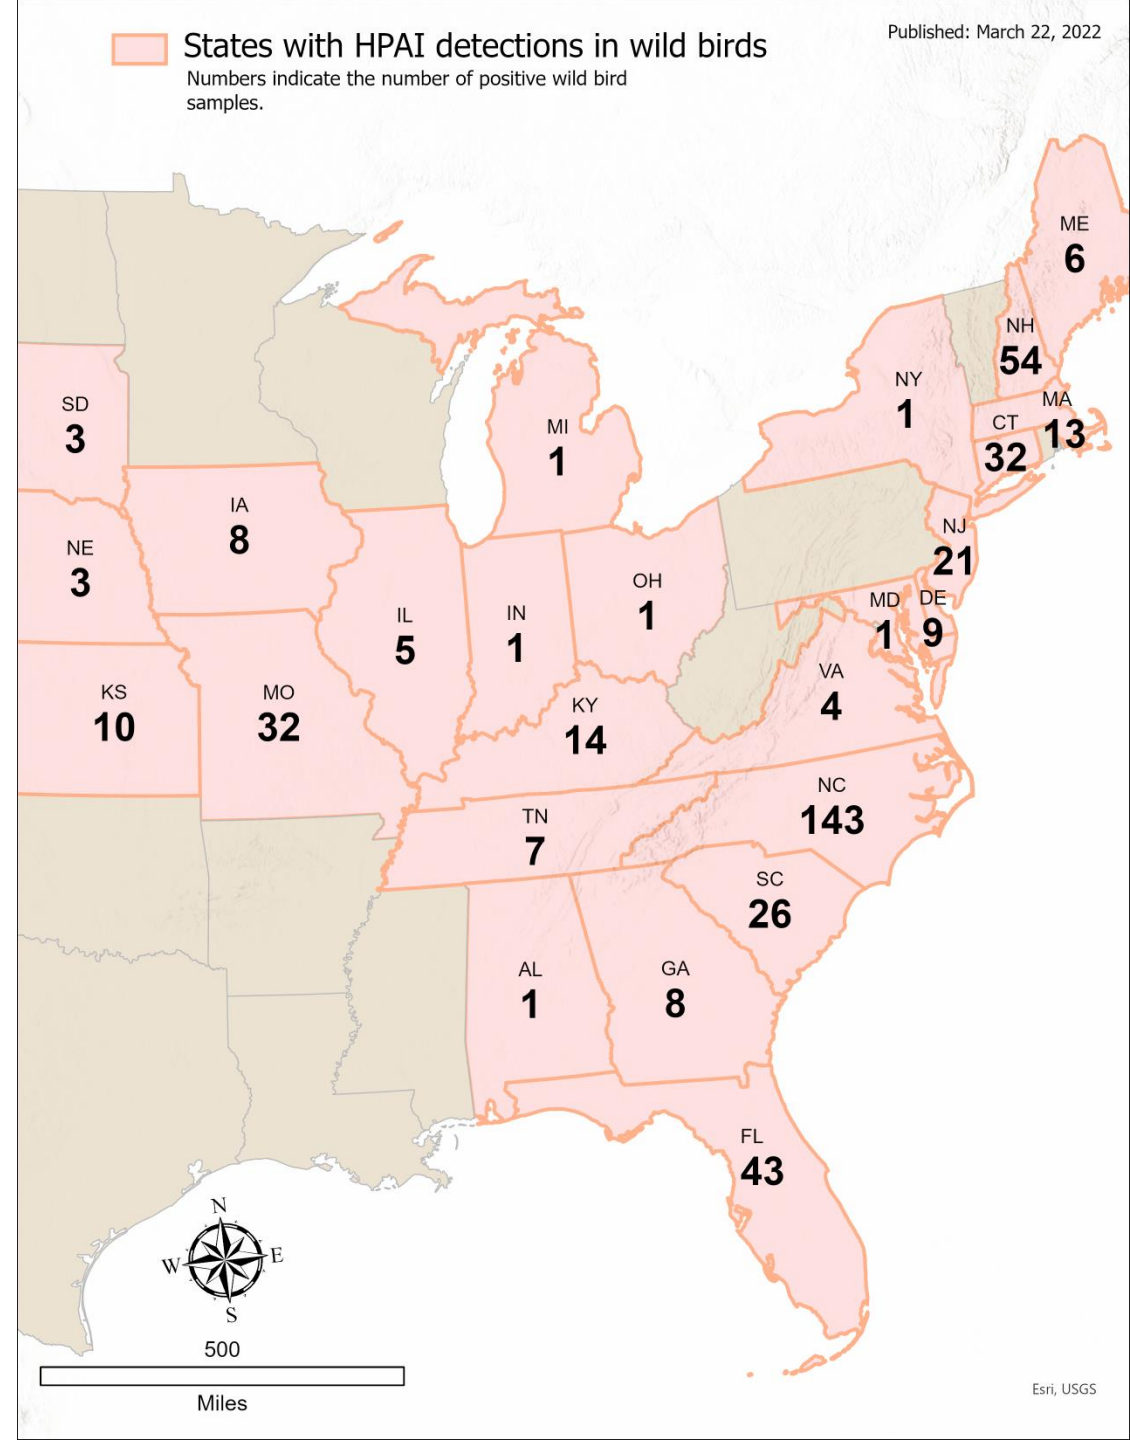 States with HPAI detections in wild birds
Numbers indicate the number of positive wild bird
samples.
Published: March 22, 2022
ME
6
NH
54
NY
1
MA
13
CT
32
SD
3
MI
1
IA
8
NJ
21
NE
3
OH
1
MD
1
DE
9
IL
5
IN
1
VA
4
KS
10
MO
32
KY
14
NC
143
TN
7
SC
26
AL
1
GA
8
FL
43
N
W
E
S
500
Miles
Esri, USGS